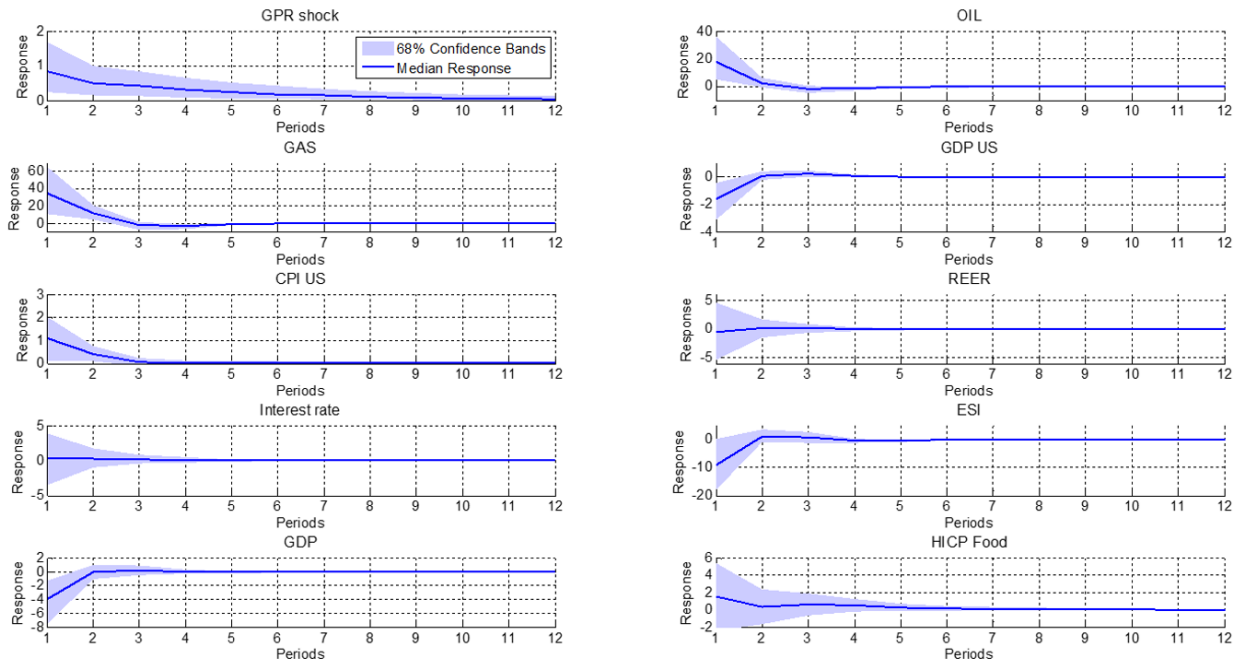 GPR shock
2
1
0
Response
68% Confidence Bands
Median Response
1 2 3 4 5 6 7 8 9 10 11 12
Periods
OIL
40
20
0
Response
1 2 3 4 5 6 7 8 9 10 11 12
Periods
GAS
60
40
20
0
Response
1 2 3 4 5 6 7 8 9 10 11 12
Periods
GDP US
0
-2
-4
Response
1 2 3 4 5 6 7 8 9 10 11 12
Periods
CPI US
3
2
1
0
Response
1 2 3 4 5 6 7 8 9 10 11 12
Periods
REER
5
0
-5
Response
1 2 3 4 5 6 7 8 9 10 11 12
Periods
Interest rate
5
0
-5
Response
1 2 3 4 5 6 7 8 9 10 11 12
Periods
ESI
0
-10
-20
Response
1 2 3 4 5 6 7 8 9 10 11 12
Periods
GDP
2
0
-2
-4
-6
-8
Response
1 2 3 4 5 6 7 8 9 10 11 12
Periods
HICP Food
6
4
2
0
-2
Response
1 2 3 4 5 6 7 8 9 10 11 12
Periods